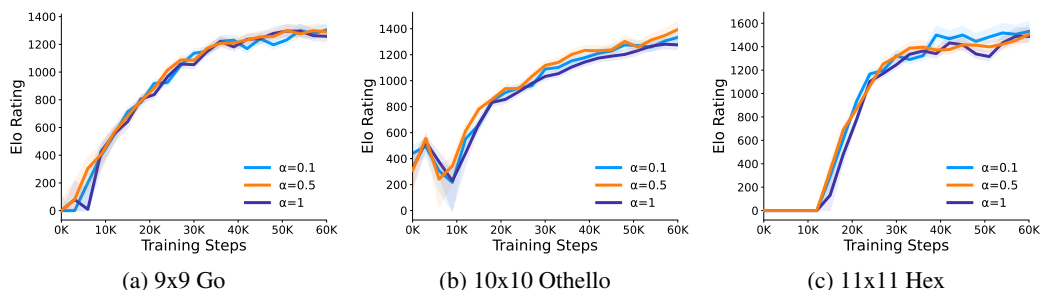 1400
1200
1000
800
600
400
200
0
Elo Rating
α=0.1
α=0.5
α=1
0K 10K 20K 30K 40K 50K 60K
Training Steps
(a) 9x9 Go
1400
1200
1000
800
600
400
200
0
Elo Rating
α=0.1
α=0.5
α=1
0K 10K 20K 30K 40K 50K 60K
Training Steps
(b) 10x10 Othello
1600
1400
1200
1000
800
600
400
200
0
Elo Rating
α=0.1
α=0.5
α=1
0K 10K 20K 30K 40K 50K 60K
Training Steps
(c) 11x11 Hex